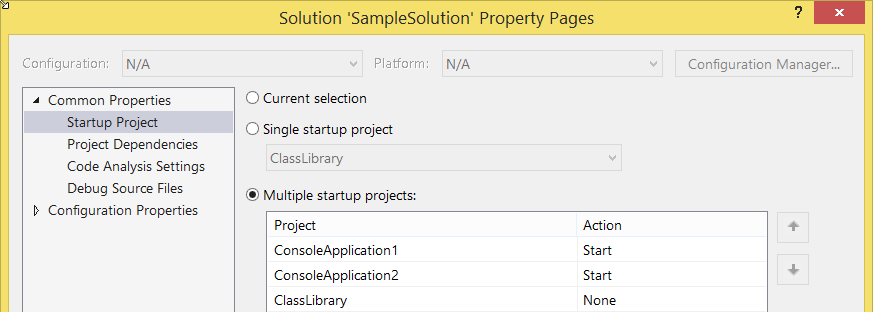 Solution 'SampleSolution' Property Pages ?
Configuration: N/A Platform: N/A Configuration Manager...
Common Properties
Startup Project
Project Dependencies
Code Analysis Settings
Debug Source Files
Configuration Properties
Current selection
Single startup project
ClassLibrary
Multiple startup projects:
Project Action
ConsoleApplication1 Start
ConsoleApplication2 Start
ClassLibrary None